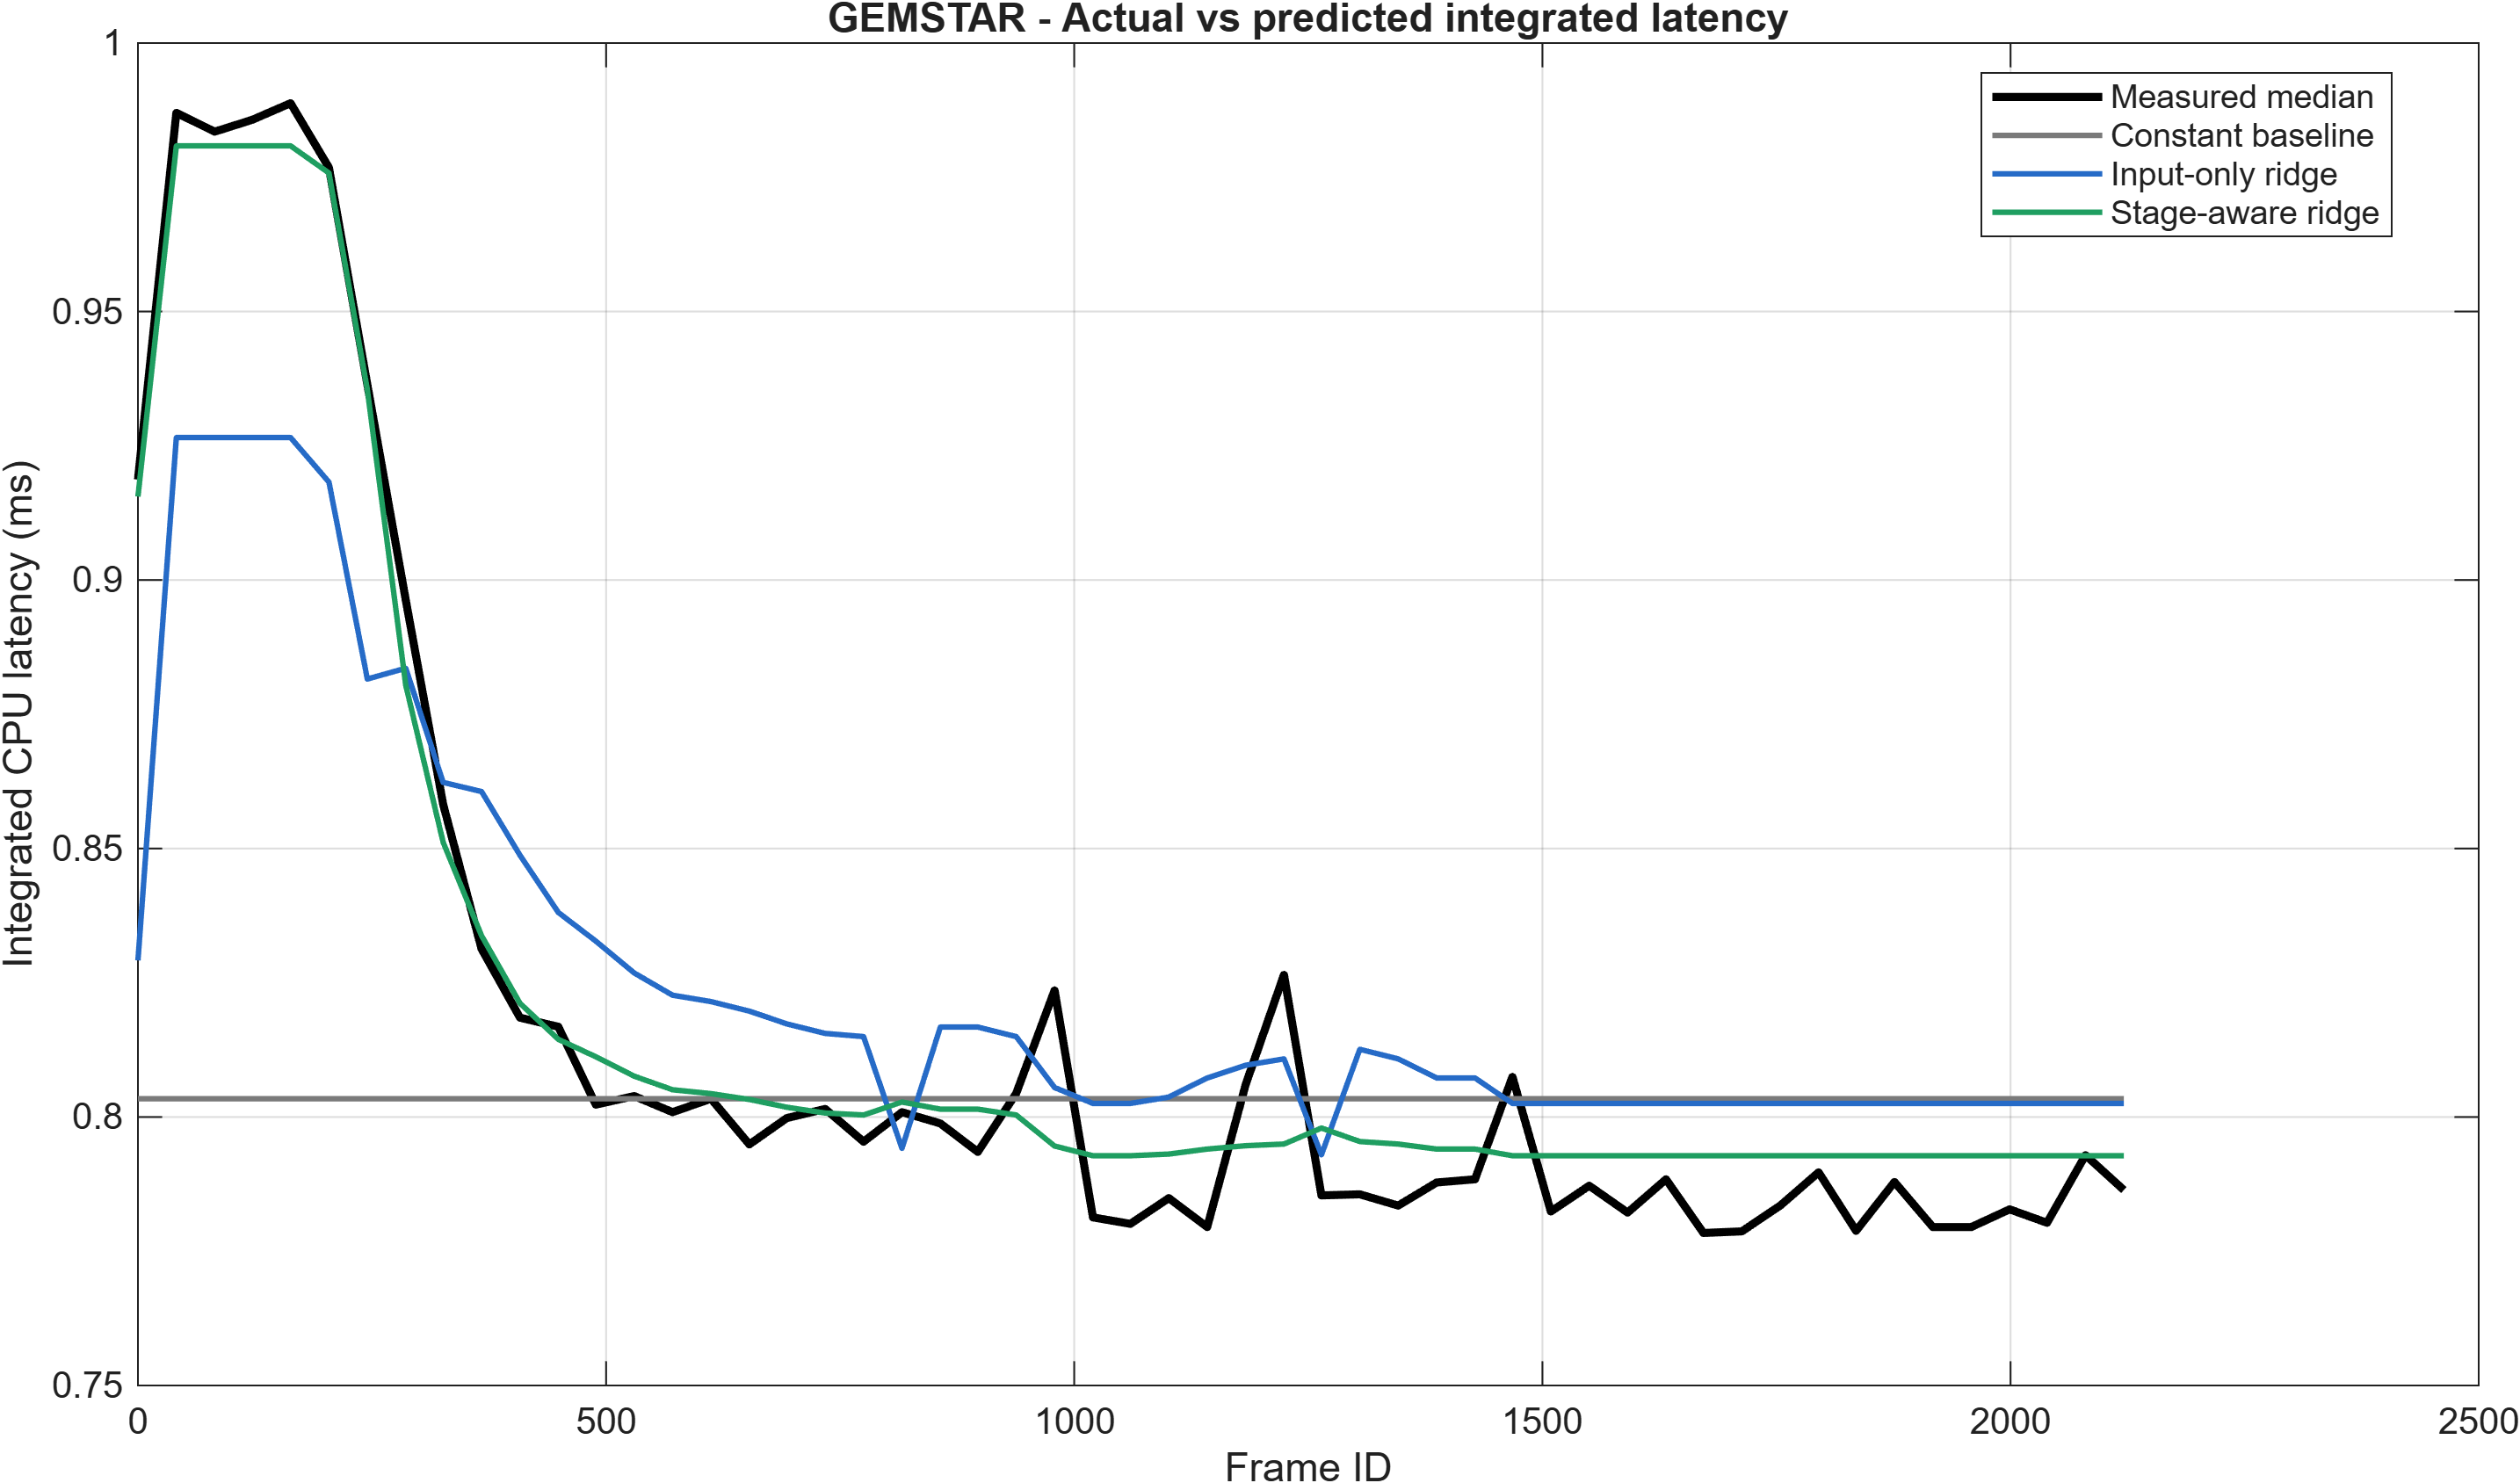 GEMSTAR - Actual vs predicted integrated latency
Measured median
Constant baseline
Input-only ridge
Stage-aware ridge
Integrated CPU latency (ms)
1
0.95
0.9
0.85
0.8
0.75
0 500 1000 1500 2000 2500
Frame ID